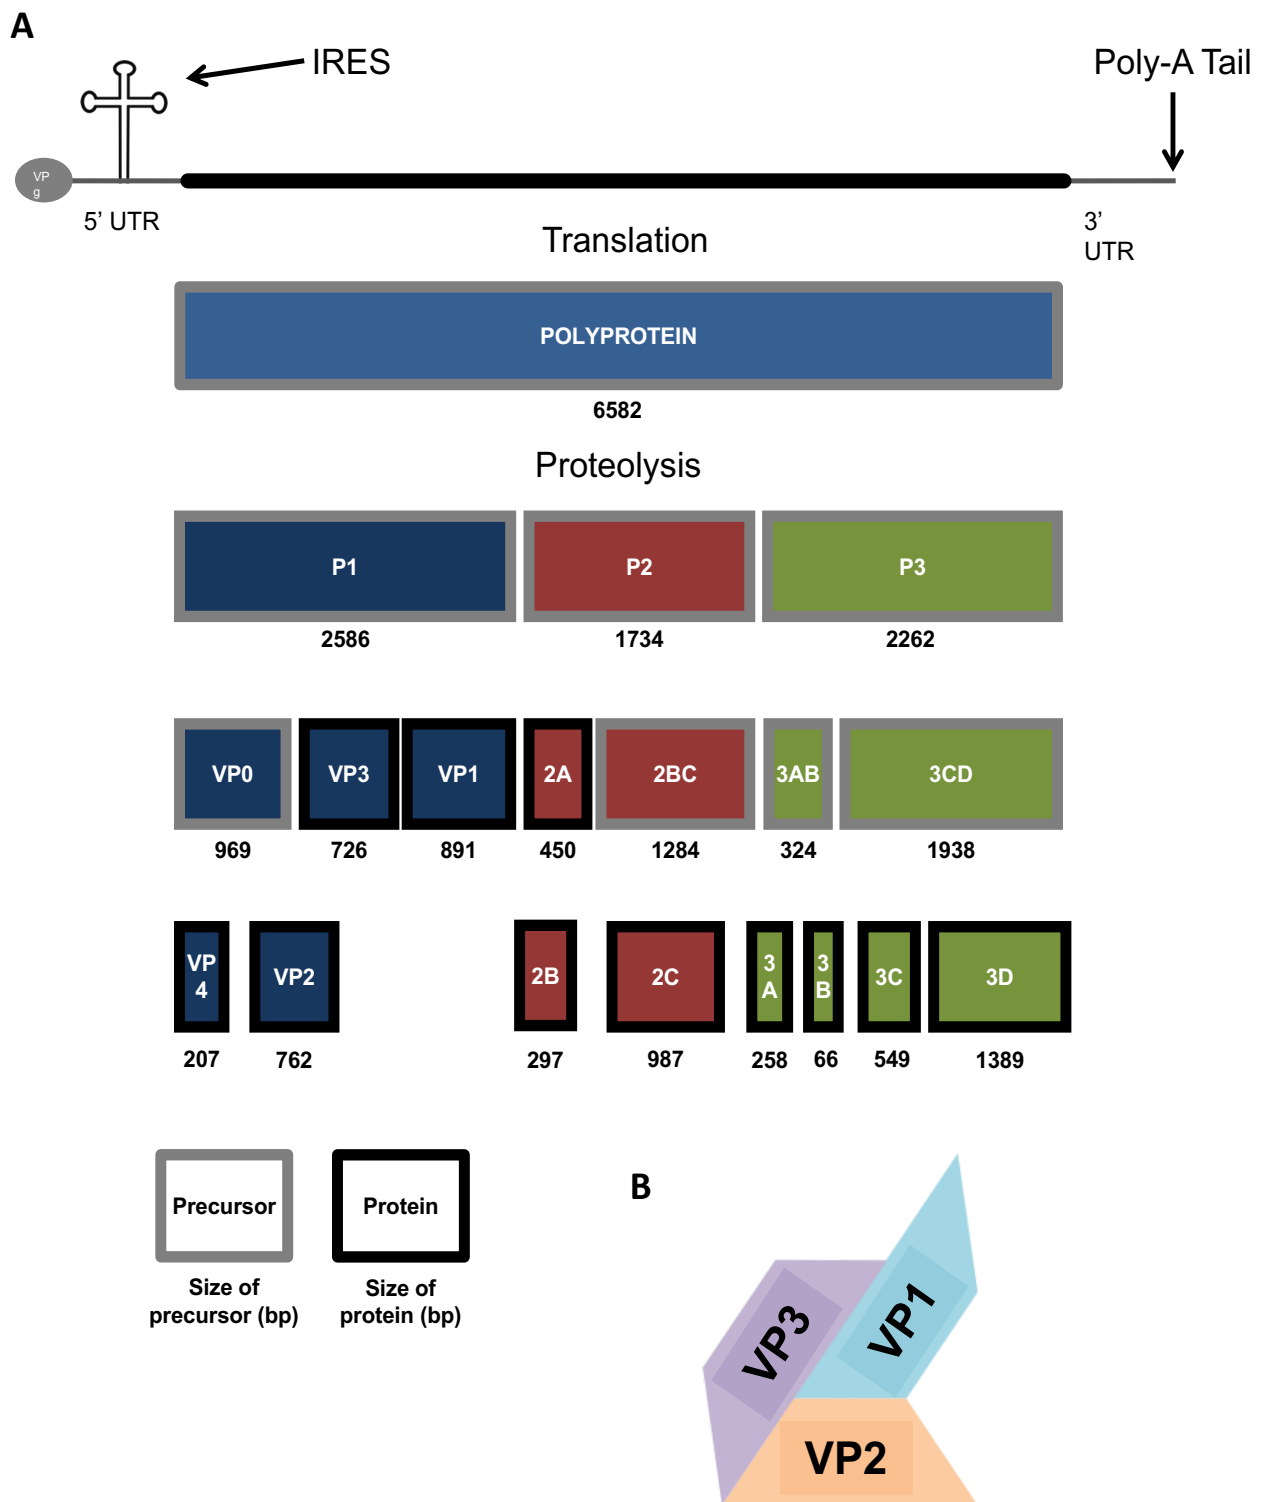 A
IRES
Poly-A Tail
VP
g
5’ UTR
3’
UTR
Translation
POLYPROTEIN
6582
Proteolysis
P1
P2
P3
2586
1734
2262
VP0
VP3
VP1
2A
2BC
3AB
3CD
969
726
891
450
1284
324
1938
VP
4
VP2
2B
2C
3
A
3
B
3C
3D
207
762
297
987
258
66
549
1389
Precursor
Protein
Size of
precursor (bp)
Size of
protein (bp)
B
VP3
VP1
VP2